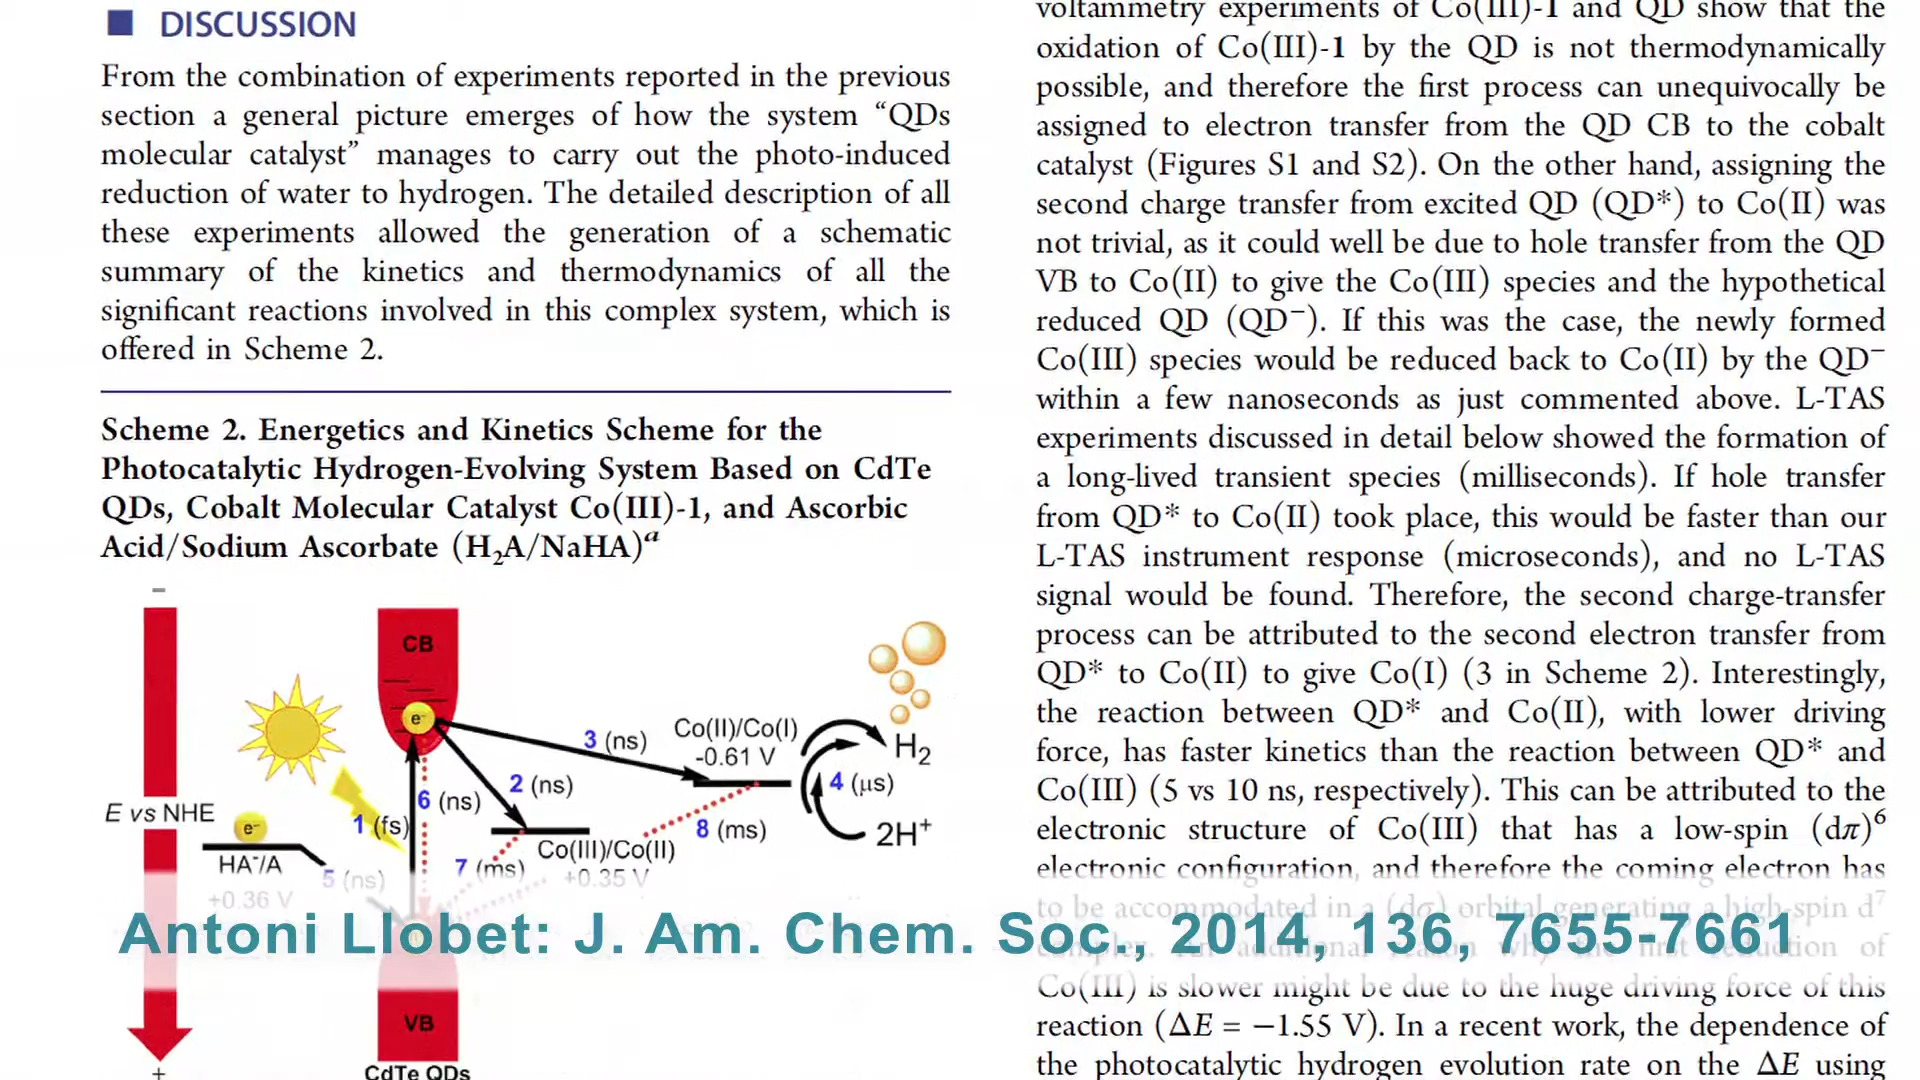 DISCUSSION
From the combination of experiments reported in the previous
section a general picture emerges of how the system “QDs
molecular catalyst” manages to carry out the photo-induced
reduction of water to hydrogen. The detailed description of all
these experiments allowed the generation of a schematic
summary of the kinetics and thermodynamics of all the
significant reactions involved in this complex system, which is
offered in Scheme 2.
Scheme 2. Energetics and Kinetics Scheme for the
Photocatalytic Hydrogen-Evolving System Based on CdTe
QDs, Cobalt Molecular Catalyst Co(III)-1, and Ascorbic
Acid/Sodium Ascorbate (H₂A/NaHA)ᵃ
−
CB
e⁻
3 (ns)
Co(II)/Co(I)
-0.61 V
H₂
2 (ns)
4 (μs)
6 (ns)
E vs NHE
e⁻
1 (fs)
8 (ms)
2H⁺
HA⁻/A
Co(III)/Co(II)
7 (ms)
5 (ns)
+0.35 V
+0.36 V
VB
+
CdTe QDs
voltammetry experiments of Co(III)-1 and QD show that the
oxidation of Co(III)-1 by the QD is not thermodynamically
possible, and therefore the first process can unequivocally be
assigned to electron transfer from the QD CB to the cobalt
catalyst (Figures S1 and S2). On the other hand, assigning the
second charge transfer from excited QD (QD*) to Co(II) was
not trivial, as it could well be due to hole transfer from the QD
VB to Co(II) to give the Co(III) species and the hypothetical
reduced QD (QD⁻). If this was the case, the newly formed
Co(III) species would be reduced back to Co(II) by the QD⁻
within a few nanoseconds as just commented above. L-TAS
experiments discussed in detail below showed the formation of
a long-lived transient species (milliseconds). If hole transfer
from QD* to Co(II) took place, this would be faster than our
L-TAS instrument response (microseconds), and no L-TAS
signal would be found. Therefore, the second charge-transfer
process can be attributed to the second electron transfer from
QD* to Co(II) to give Co(I) (3 in Scheme 2). Interestingly,
the reaction between QD* and Co(II), with lower driving
force, has faster kinetics than the reaction between QD* and
Co(III) (5 vs 10 ns, respectively). This can be attributed to the
electronic structure of Co(III) that has a low-spin (dπ)⁶
electronic configuration, and therefore the coming electron has
to be accommodated in a (dσ) orbital generating a high-spin d⁷
complex. An additional reason why the first reduction of
Co(III) is slower might be due to the huge driving force of this
reaction (ΔE = −1.55 V). In a recent work, the dependence of
the photocatalytic hydrogen evolution rate on the ΔE using
Antoni Llobet: J. Am. Chem. Soc., 2014, 136, 7655-7661